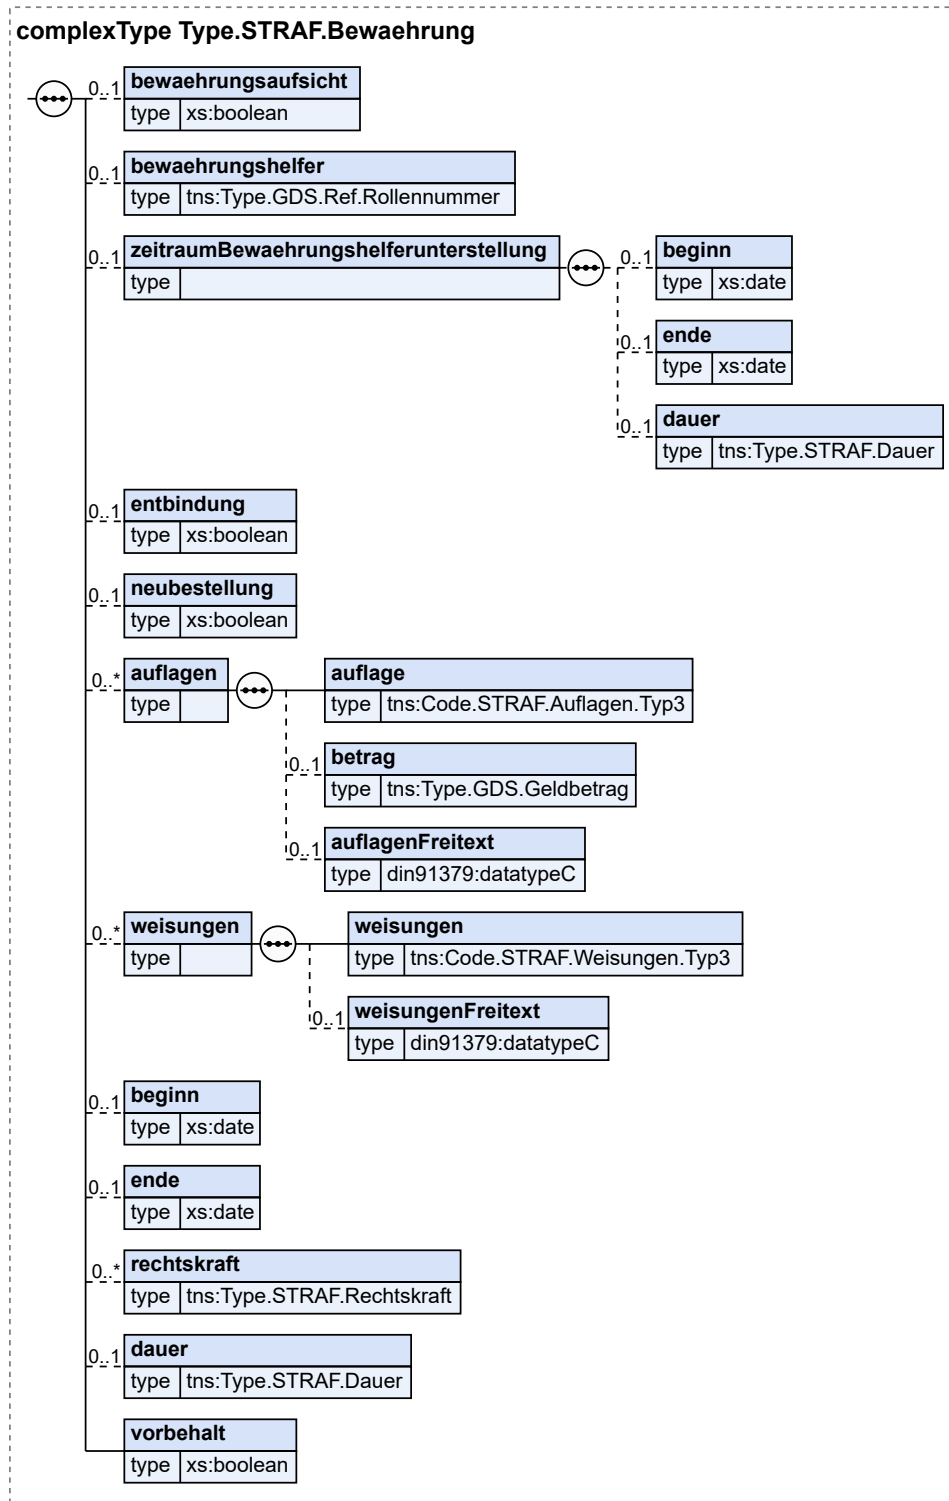 complexType Type.STRAF.Bewaehrung
0..1 bewaehrungsaufsicht
type xs:boolean
0..1 bewaehrungshelfer
type tns:Type.GDS.Ref.Rollennummer
0..1 zeitraumBewaehrungshelferunterstellung
type
0..1 beginn
type xs:date
0..1 ende
type xs:date
0..1 dauer
type tns:Type.STRAF.Dauer
0..1 entbindung
type xs:boolean
0..1 neubestellung
type xs:boolean
0..* auflagen
type
auflage
type tns:Code.STRAF.Auflagen.Typ3
0..1 betrag
type tns:Type.GDS.Geldbetrag
0..1 auflagenFreitext
type din91379:datatypeC
0..* weisungen
type
weisungen
type tns:Code.STRAF.Weisungen.Typ3
0..1 weisungenFreitext
type din91379:datatypeC
0..1 beginn
type xs:date
0..1 ende
type xs:date
0..* rechtskraft
type tns:Type.STRAF.Rechtskraft
0..1 dauer
type tns:Type.STRAF.Dauer
vorbehalt
type xs:boolean